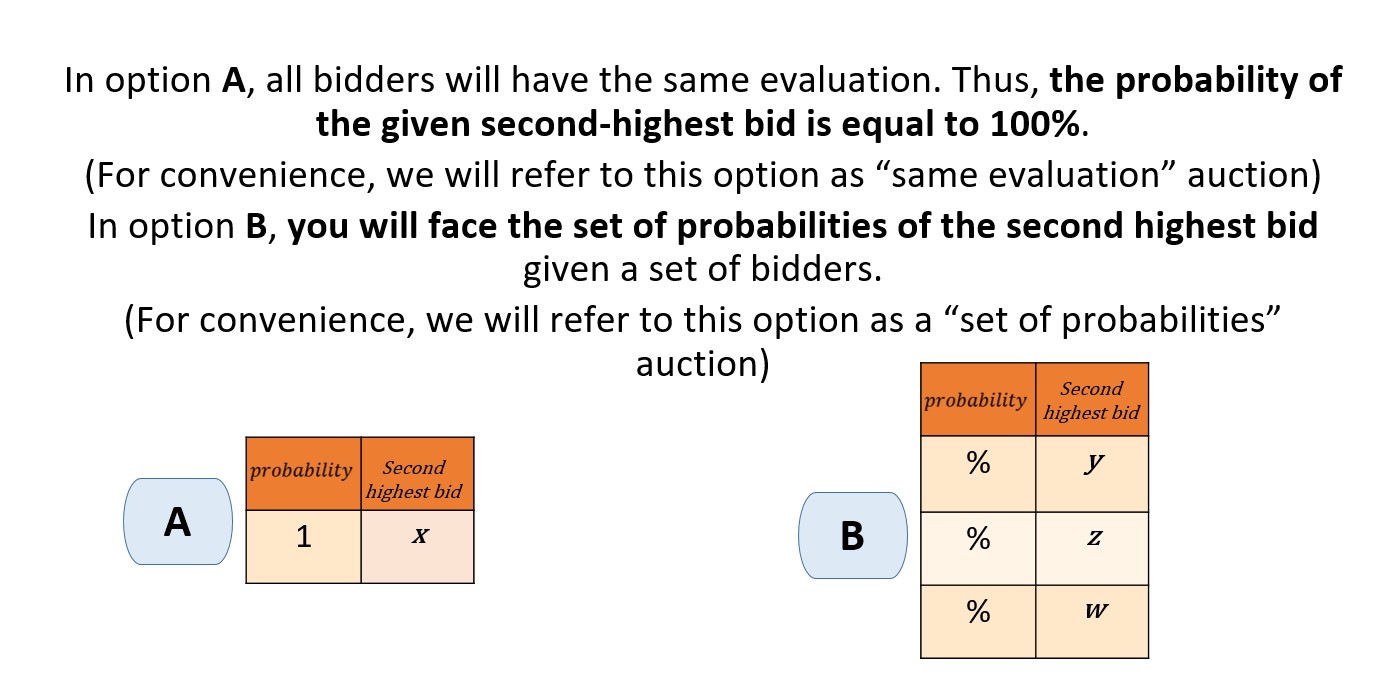 In option A, all bidders will have the same evaluation. Thus, the probability of
the given second-highest bid is equal to 100%.
(For convenience, we will refer to this option as “same evaluation” auction)
In option B, you will face the set of probabilities of the second highest bid
given a set of bidders.
(For convenience, we will refer to this option as a “set of probabilities”
auction)
A
probability
Second
highest bid
1
x
B
probability
Second
highest bid
%
y
%
z
%
w